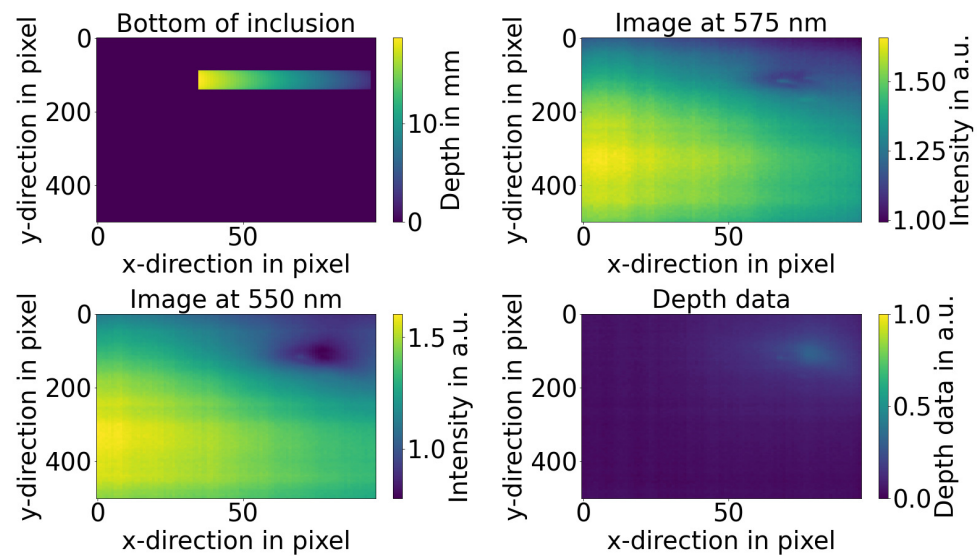 Bottom of inclusion
0
200
400
y-direction in pixel
0
50
x-direction in pixel
10
0
Depth in mm
Image at 575 nm
0
200
400
y-direction in pixel
0
50
x-direction in pixel
1.50
1.25
1.00
Intensity in a.u.
Image at 550 nm
0
200
400
y-direction in pixel
0
50
x-direction in pixel
1.5
1.0
Intensity in a.u.
Depth data
0
200
400
y-direction in pixel
0
50
x-direction in pixel
1.0
0.5
0.0
Depth data in a.u.